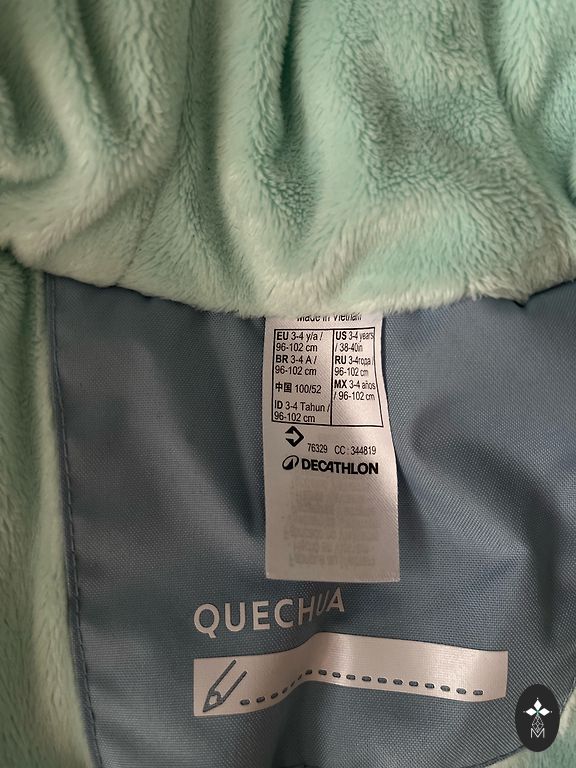 Made in Vietnam
EU 3-4 y/a /
96-102 cm
BR 3-4 A /
96-102 cm
中国 100/52
ID 3-4 Tahun /
96-102 cm
US 3-4 years
/ 38-40in
RU 3-4года /
96-102 cm
MX 3-4 años
/ 96-102 cm
76329 CC : 344819
DECATHLON
QUECHUA
M